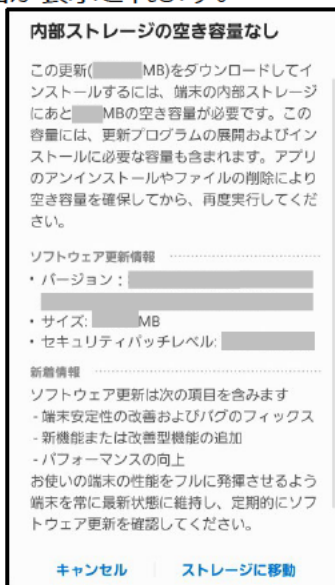 内部ストレージの空き容量なし
この更新( MB)をダウンロードしてイ
ンストールするには、端末の内部ストレージ
にあと MBの空き容量が必要です。この
容量には、更新プログラムの展開およびイン
ストールに必要な容量も含まれます。アプリ
のアンインストールやファイルの削除により
空き容量を確保してから、再度実行してくだ
さい。
ソフトウェア更新情報
・バージョン：
・サイズ: MB
・セキュリティパッチレベル:
新着情報
ソフトウェア更新は次の項目を含みます
- 端末安定性の改善およびバグのフィックス
- 新機能または改善型機能の追加
- パフォーマンスの向上
お使いの端末の性能をフルに発揮させるよう
端末を常に最新状態に維持し、定期的にソフ
トウェア更新を確認してください。
キャンセル ストレージに移動